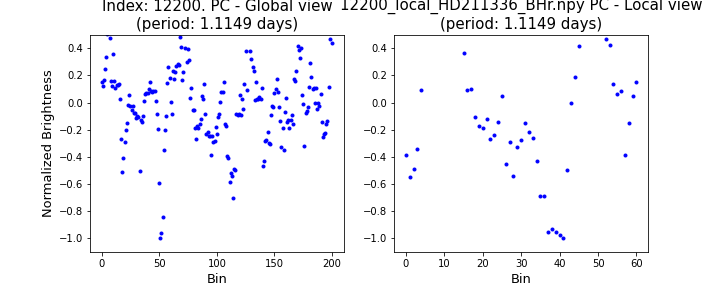 Index: 12200. PC - Global view
(period: 1.1149 days)
12200_local_HD211336_BHr.npy PC - Local view
(period: 1.1149 days)
Normalized Brightness
0.4
0.2
0.0
−0.2
−0.4
−0.6
−0.8
−1.0
0 50 100 150 200
Bin
0.4
0.2
0.0
−0.2
−0.4
−0.6
−0.8
−1.0
0 10 20 30 40 50 60
Bin